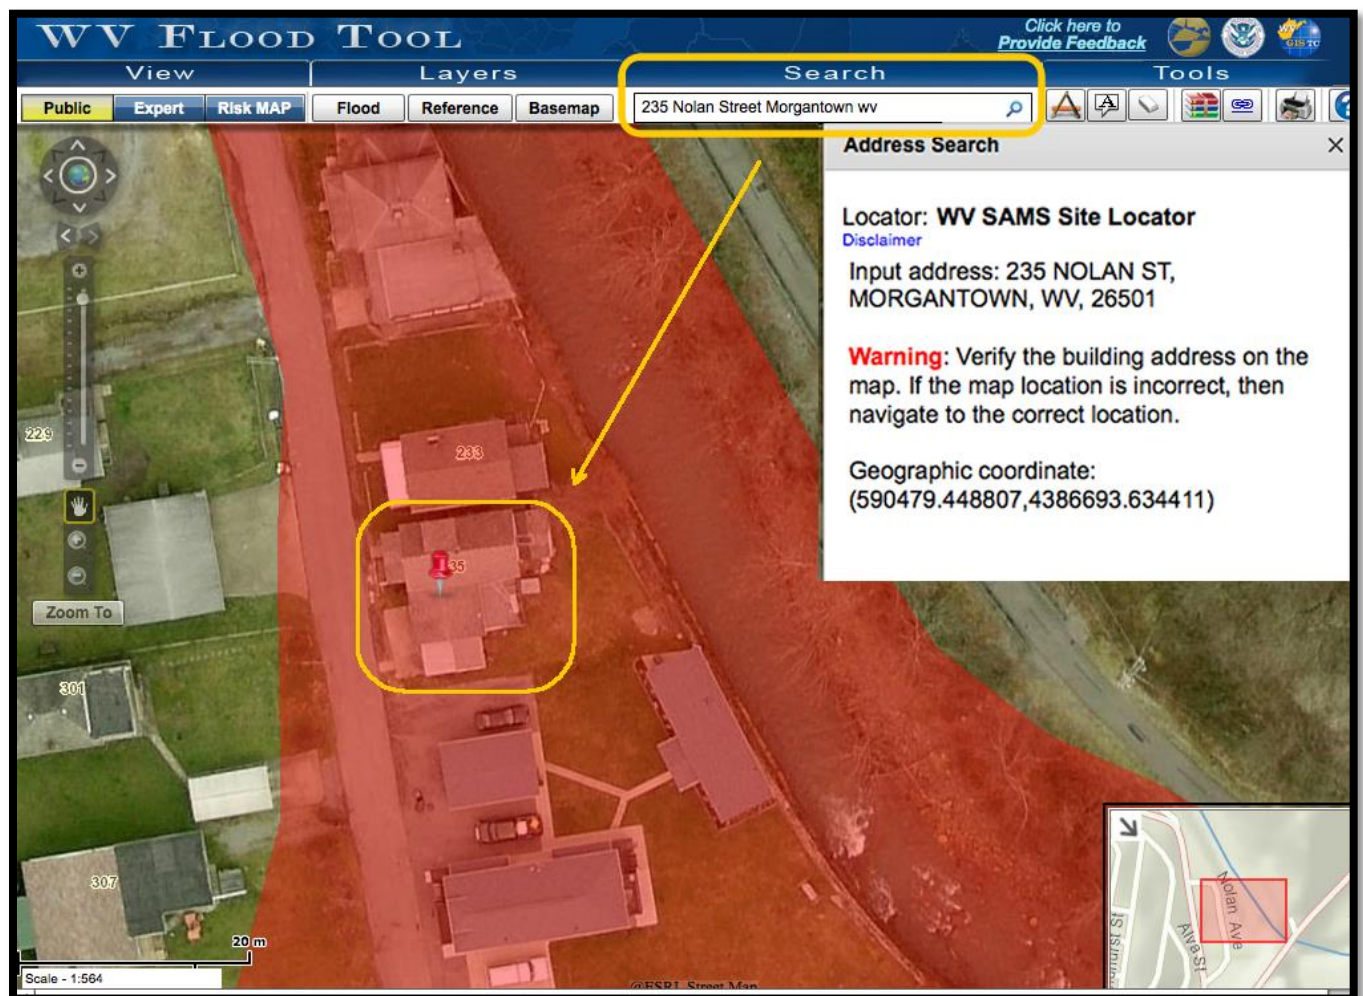 WV FLOOD TOOL
Click here to
Provide Feedback
View Layers Search Tools
Public Expert Risk MAP Flood Reference Basemap 235 Nolan Street Morgantown wv
Address Search
Locator: WV SAMS Site Locator
Disclaimer
Input address: 235 NOLAN ST,
MORGANTOWN, WV, 26501
Warning: Verify the building address on the
map. If the map location is incorrect, then
navigate to the correct location.
Geographic coordinate:
(590479.448807,4386693.634411)
229
233
35
Zoom To
301
307
20 m
Scale - 1:564
@ESRI, Street Map
Nolan Ave
Alva St